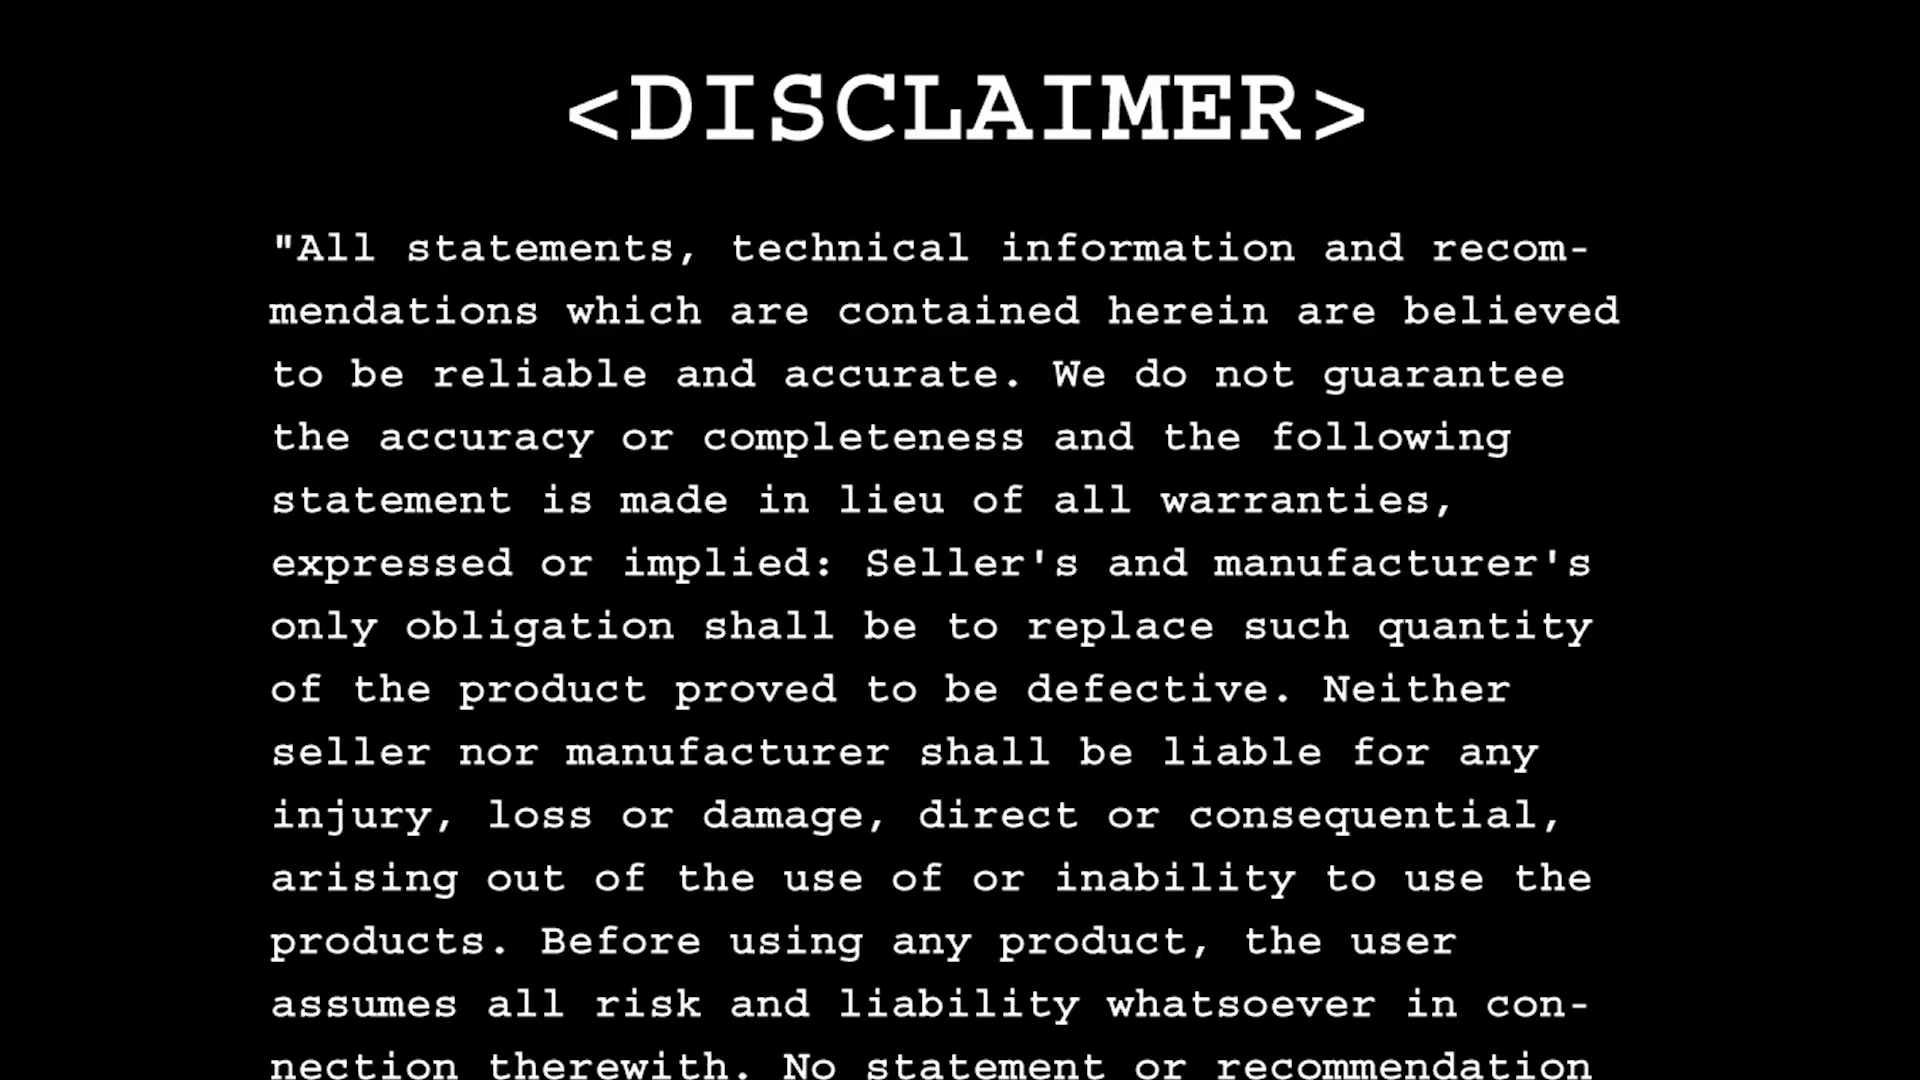 <DISCLAIMER>
"All statements, technical information and recom-
mendations which are contained herein are believed
to be reliable and accurate. We do not guarantee
the accuracy or completeness and the following
statement is made in lieu of all warranties,
expressed or implied: Seller's and manufacturer's
only obligation shall be to replace such quantity
of the product proved to be defective. Neither
seller nor manufacturer shall be liable for any
injury, loss or damage, direct or consequential,
arising out of the use of or inability to use the
products. Before using any product, the user
assumes all risk and liability whatsoever in con-
nection therewith. No statement or recommendation